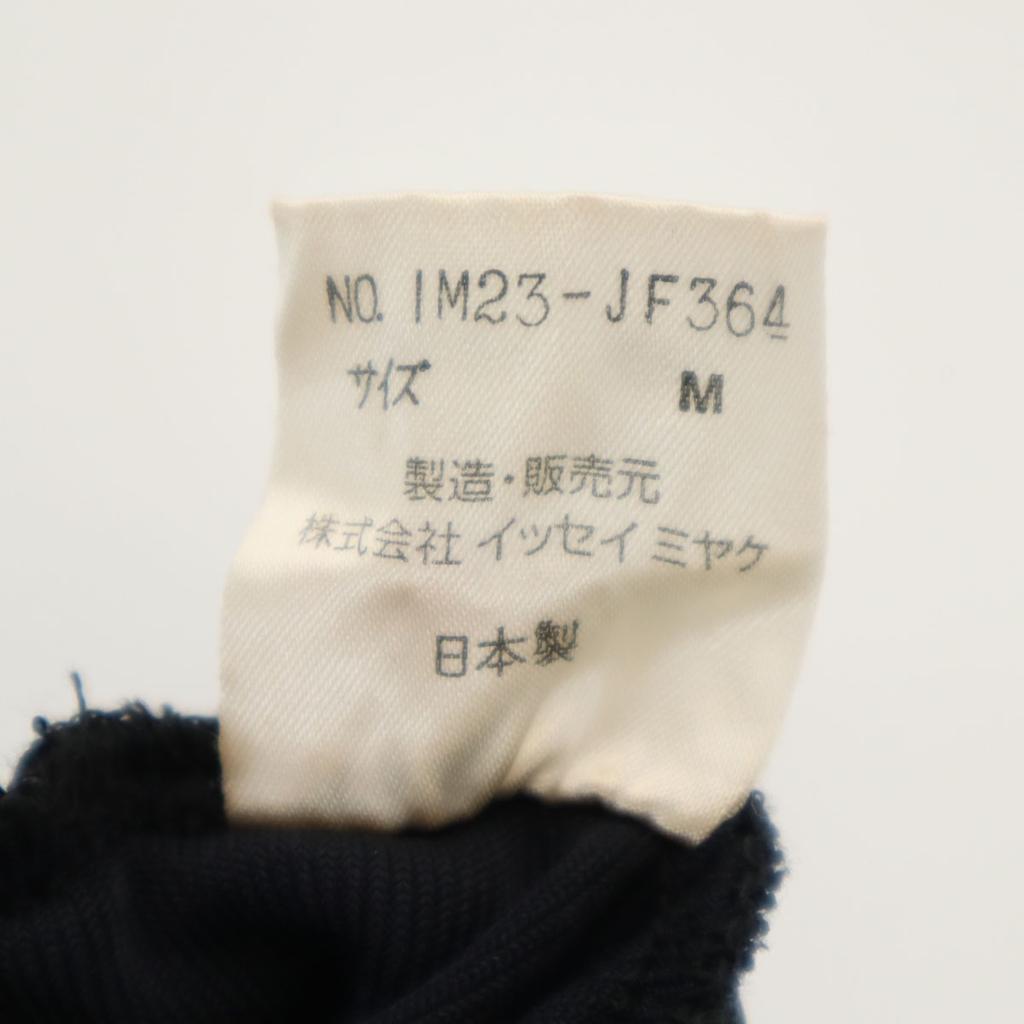 NO. IM23-JF364
サイズ M
製造・販売元
株式会社 イッセイ ミヤケ
日本製